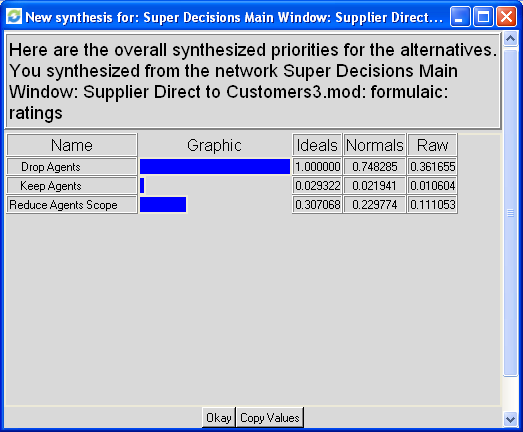 New synthesis for: Super Decisions Main Window: Supplier Direct...
Here are the overall synthesized priorities for the alternatives.
You synthesized from the network Super Decisions Main
Window: Supplier Direct to Customers3.mod: formulaic:
ratings
Name Graphic Ideals Normals Raw
Drop Agents 1.000000 0.748285 0.361655
Keep Agents 0.029322 0.021941 0.010604
Reduce Agents Scope 0.307068 0.229774 0.111053
Okay Copy Values